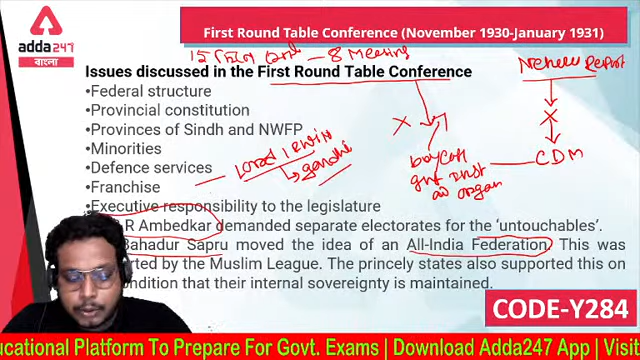 adda247
বাংলা
First Round Table Conference (November 1930-January 1931)
8 Meeting
Nehru Report
Issues discussed in the First Round Table Conference
•Federal structure
•Provincial constitution
•Provinces of Sindh and NWFP
•Minorities
•Defence services
•Franchise
•Executive responsibility to the legislature
Lord Irwin
Gandhi
boycott
CDM
R Ambedkar demanded separate electorates for the 'untouchables'.
Bahadur Sapru moved the idea of an All-India Federation. This was
ted by the Muslim League. The princely states also supported this on
ondition that their internal sovereignty is maintained.
CODE-Y284
ucational Platform To Prepare For Govt. Exams | Download Adda247 App | Visit